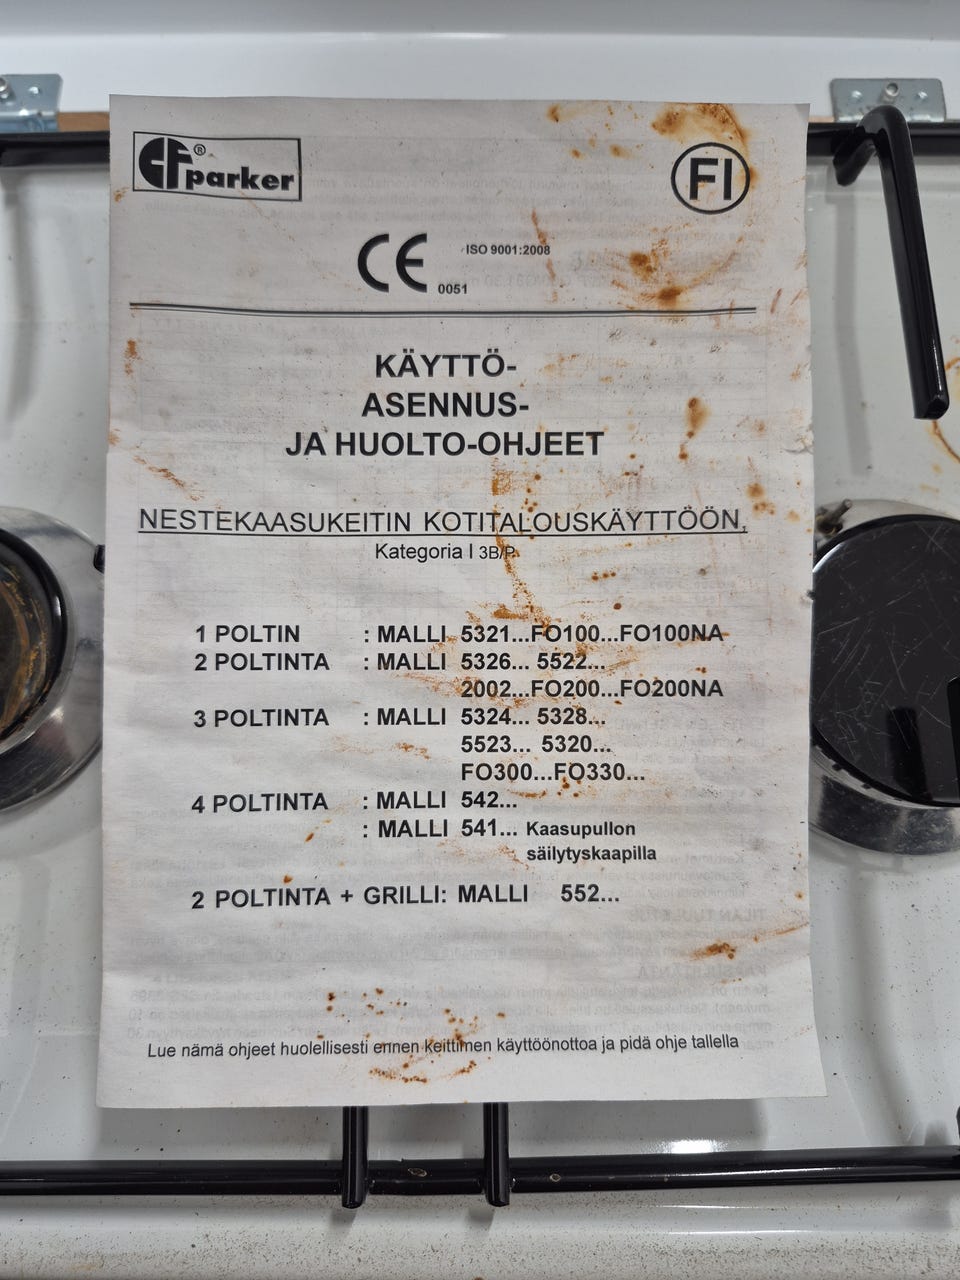 CF® parker
FI
CE 0051 ISO 9001:2008
KÄYTTÖ-
ASENNUS-
JA HUOLTO-OHJEET
NESTEKAASUKEITIN KOTITALOUSKÄYTTÖÖN,
Kategoria I 3B/P
1 POLTIN : MALLI 5321...FO100...FO100NA
2 POLTINTA : MALLI 5326... 5522...
2002...FO200...FO200NA
3 POLTINTA : MALLI 5324... 5328...
5523... 5320...
FO300...FO330...
4 POLTINTA : MALLI 542...
: MALLI 541... Kaasupullon
säilytyskaapilla
2 POLTINTA + GRILLI: MALLI 552...
Lue nämä ohjeet huolellisesti ennen keittimen käyttöönottoa ja pidä ohje tallella